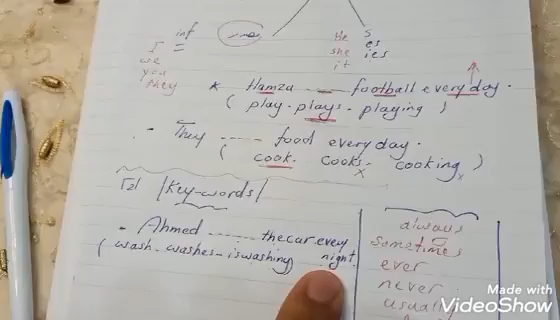 inf
I =
we
you
they
he
she
it
s
es
ies
* Hamza ---- football every day.
( play - plays - playing )
- They ----- food every day.
( cook cooks x cooking x )
[2] | Key-words |
- Ahmed ------- the car every night.
( wash - washes - is washing
always
sometimes
ever
never
usually
Made with
VideoShow